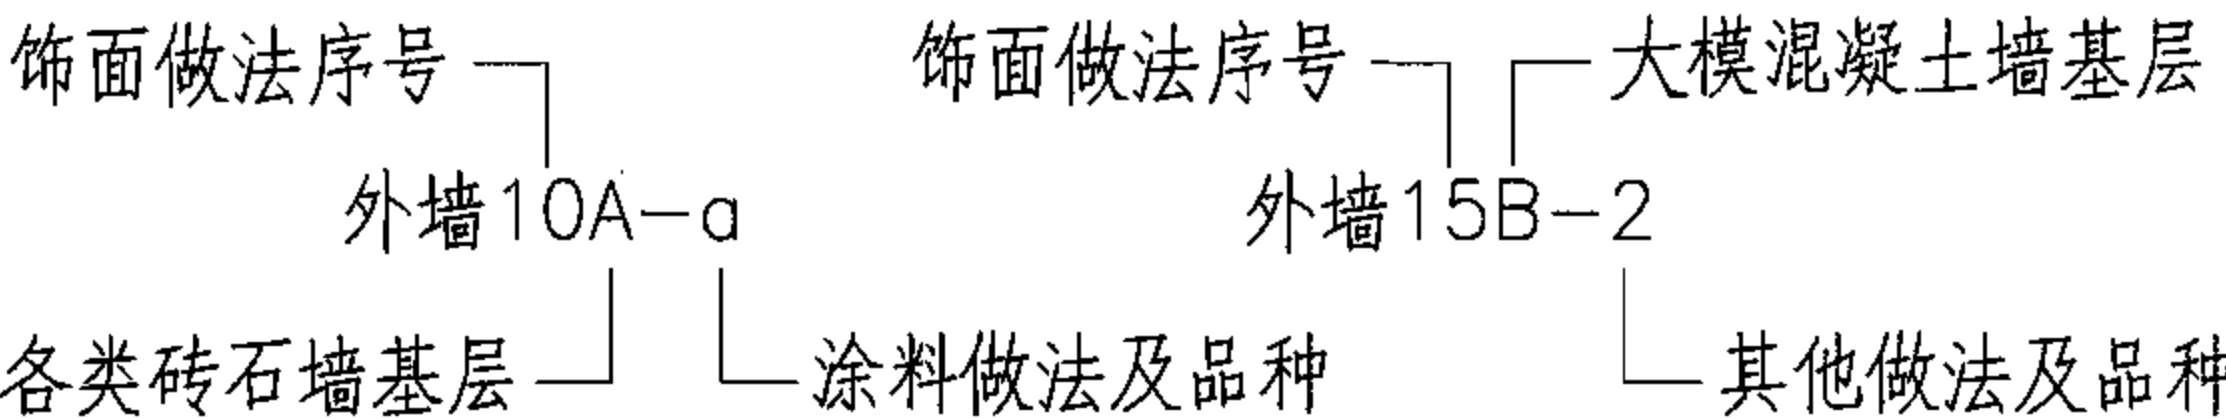 饰面做法序号
外墙10A-a
各类砖石墙基层
涂料做法及品种
饰面做法序号
大模混凝土墙基层
外墙15B-2
其他做法及品种